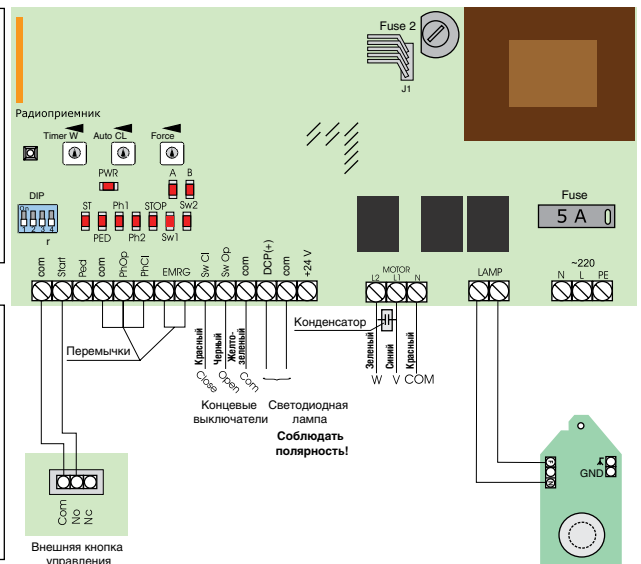 Fuse 2
J1
Радиоприемник
Timer W Auto CL Force
PWR A B
DIP
On
1 2 3 4
r
ST Ph1 STOP Sw2
PED Ph2 Sw1
Fuse
5 A
com Start Ped com PhOp PhCl EMRG Sw Cl Sw Op com DCP(+) com +24 V
MOTOR
L2 L1 N
LAMP
~220
N L PE
Перемычки
Красный
Черный
Желто-
зеленый
Close Open Com
Концевые
выключатели
Светодиодная
лампа
Соблюдать
полярность!
Конденсатор
Зеленый
Синий
Красный
W V COM
GND
Com
No
Nc
Внешняя кнопка
управления